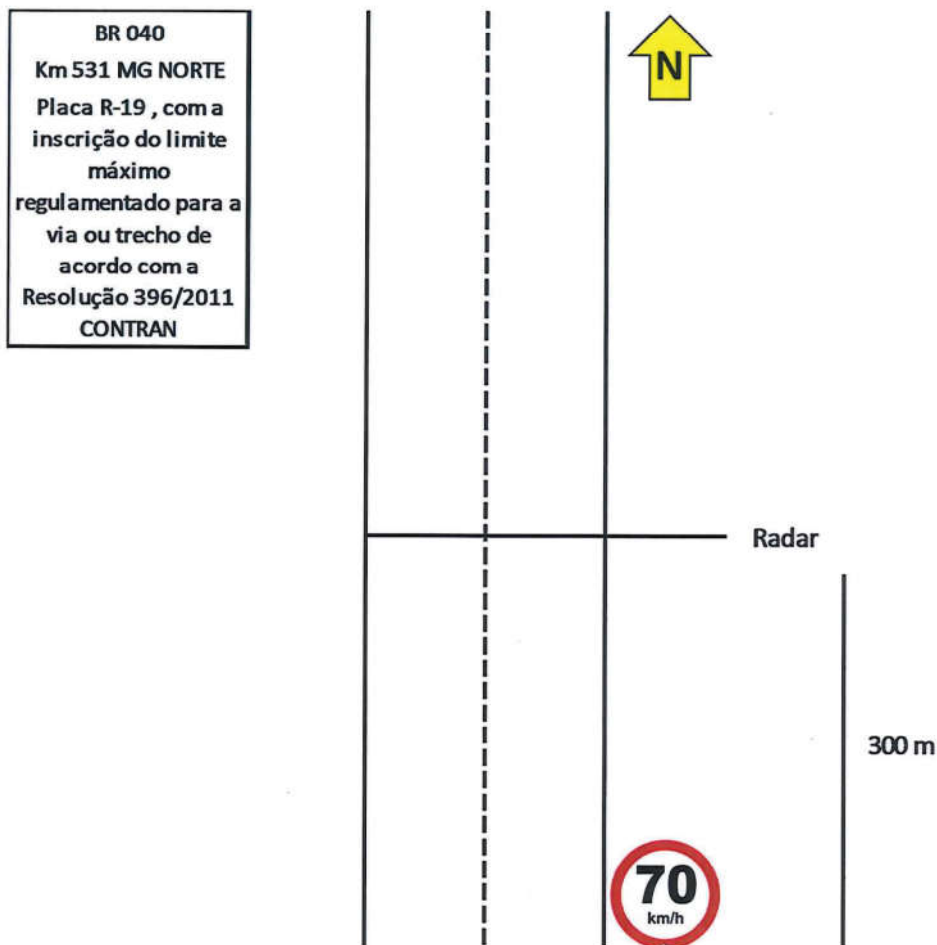 BR 040
Km 531 MG NORTE
Placa R-19 , com a
inscrição do limite
máximo
regulamentado para a
via ou trecho de
acordo com a
Resolução 396/2011
CONTRAN
N
Radar
300 m
70
km/h